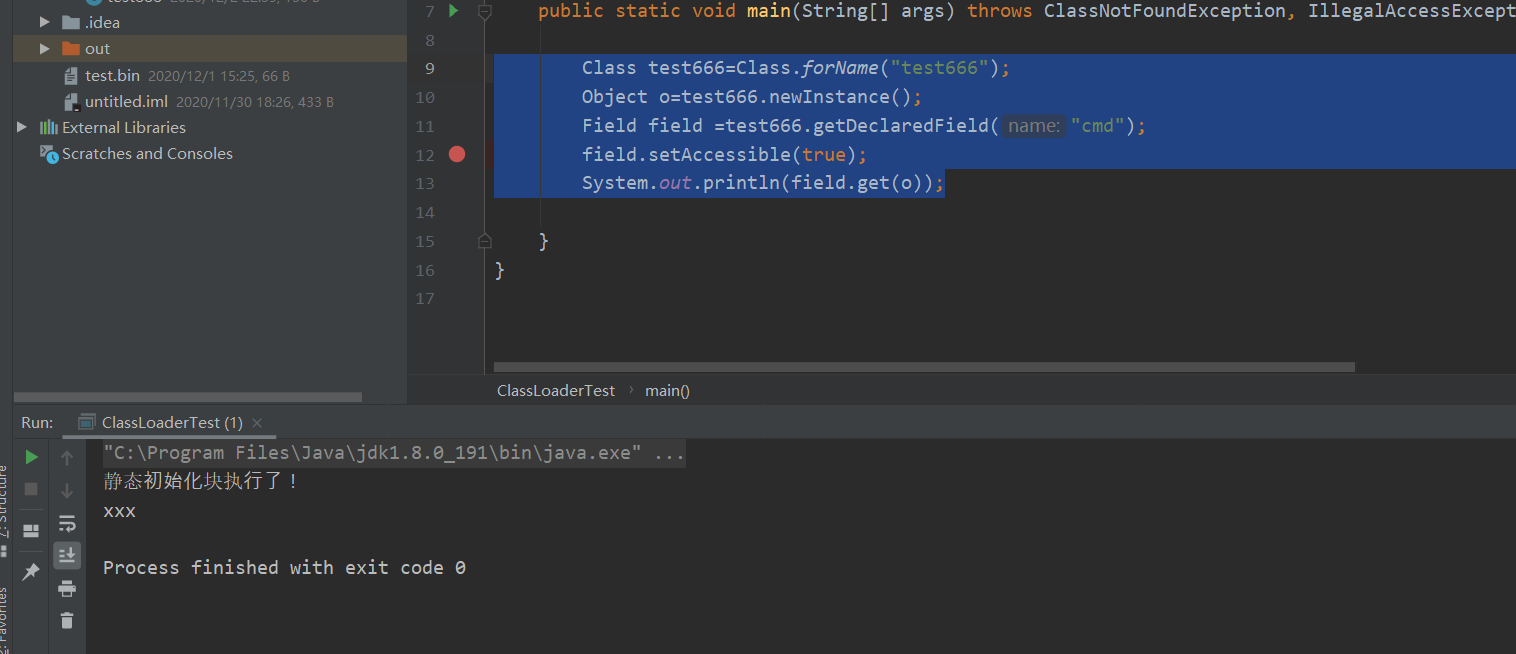 7 public static void main(String[] args) throws ClassNotFoundException, IllegalAccessExcept
.idea
8
out
9 Class test666=Class.forName("test666");
test.bin 2020/12/1 15:25, 66 B
10 Object o=test666.newInstance();
untitled.iml 2020/11/30 18:26, 433 B
11 Field field =test666.getDeclaredField( name: "cmd");
External Libraries
12 field.setAccessible(true);
Scratches and Consoles
13 System.out.println(field.get(o));
14
15 }
16 }
17
ClassLoaderTest › main()
Run: ClassLoaderTest (1) ×
"C:\Program Files\Java\jdk1.8.0_191\bin\java.exe" ...
静态初始化块执行了!
xxx
Process finished with exit code 0
7: Structure
2: Favorites